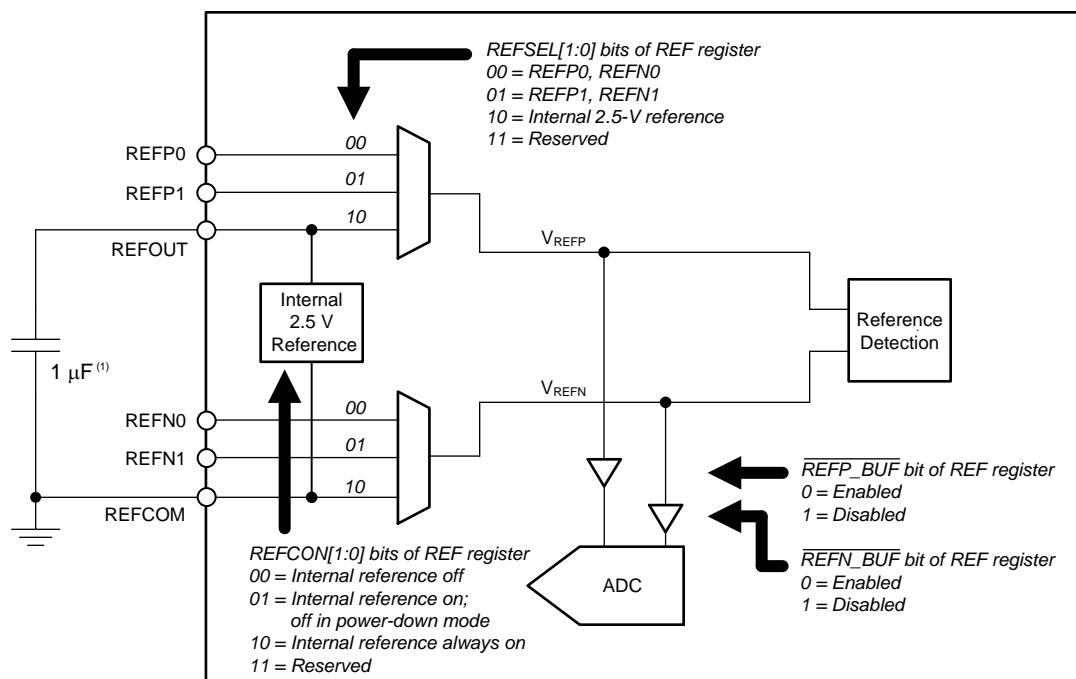 REFSEL[1:0] bits of REF register
00 = REFP0, REFN0
01 = REFP1, REFN1
10 = Internal 2.5-V reference
11 = Reserved
00
REFP0
01
REFP1
10
REFOUT
VREFP
Internal
2.5 V
Reference
Reference
Detection
1 μF(1)
VREFN
00
REFN0
01
REFN1
10
REFCOM
REFP_BUF bit of REF register
0 = Enabled
1 = Disabled
REFN_BUF bit of REF register
0 = Enabled
1 = Disabled
ADC
REFCON[1:0] bits of REF register
00 = Internal reference off
01 = Internal reference on;
off in power-down mode
10 = Internal reference always on
11 = Reserved